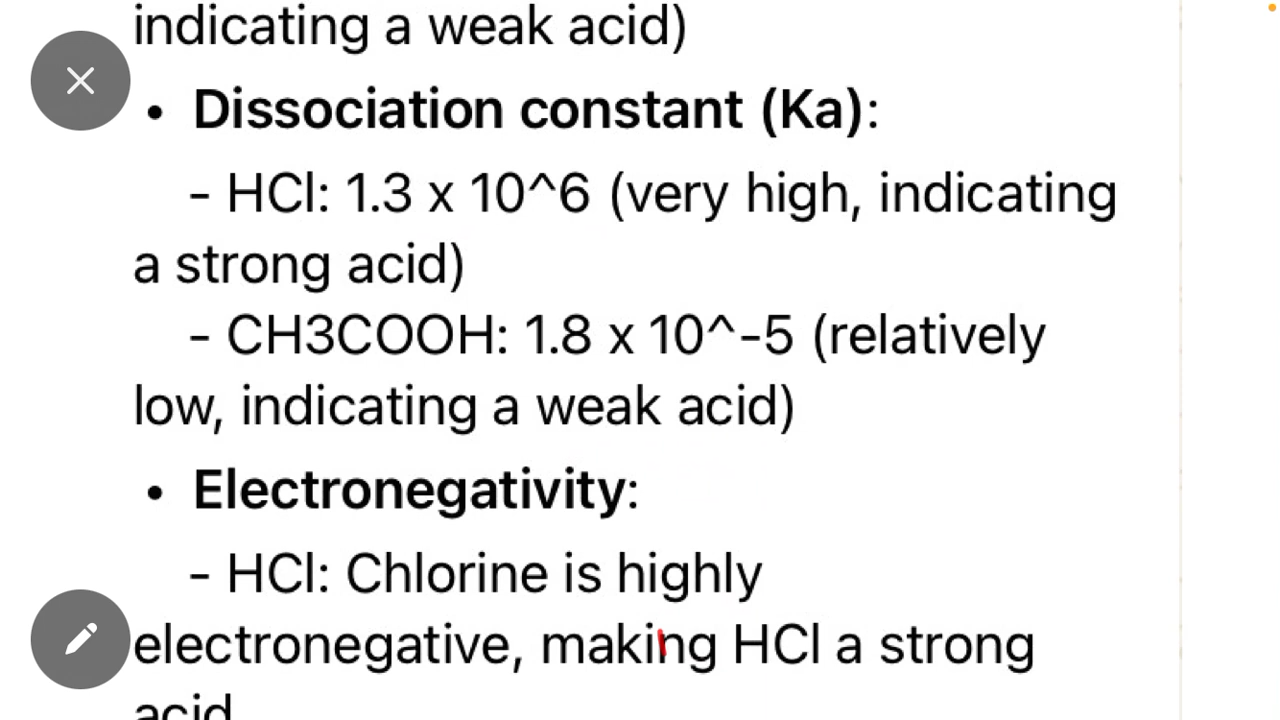 indicating a weak acid)
• Dissociation constant (Ka):
- HCl: 1.3 x 10^6 (very high, indicating
a strong acid)
- CH3COOH: 1.8 x 10^-5 (relatively
low, indicating a weak acid)
• Electronegativity:
- HCl: Chlorine is highly
electronegative, making HCl a strong
acid